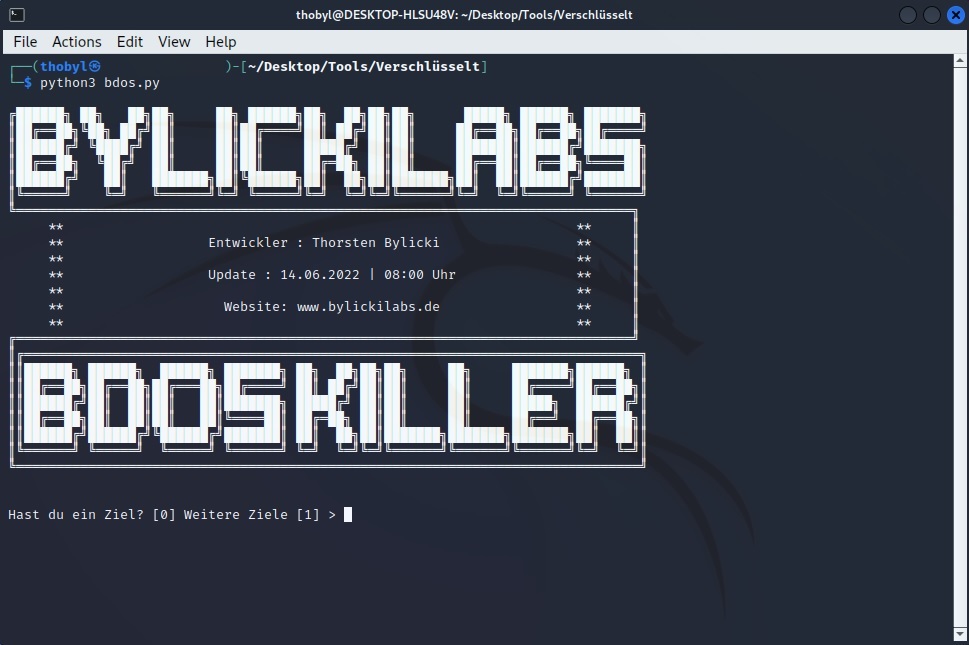 thobyl@DESKTOP-HLSU48V: ~/Desktop/Tools/Verschlüsselt
File Actions Edit View Help
┌──(thobyl㉿ )-[~/Desktop/Tools/Verschlüsselt]
└─$ python3 bdos.py
BYLICKILABS
** **
** Entwickler : Thorsten Bylicki **
** **
** Update : 14.06.2022 | 08:00 Uhr **
** **
** Website: www.bylickilabs.de **
** **
BDOSKILLER
Hast du ein Ziel? [0] Weitere Ziele [1] >